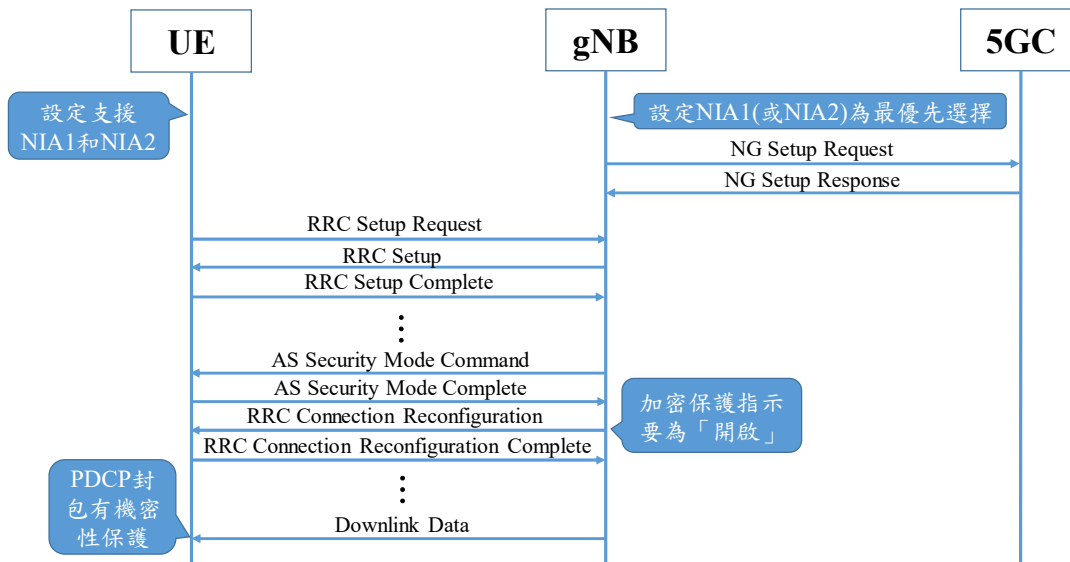 UE
gNB
5GC
設定支援
NIA1和NIA2
設定NIA1(或NIA2)為最優先選擇
NG Setup Request
NG Setup Response
RRC Setup Request
RRC Setup
RRC Setup Complete
AS Security Mode Command
AS Security Mode Complete
RRC Connection Reconfiguration
加密保護指示
要為「開啟」
RRC Connection Reconfiguration Complete
PDCP封
包有機密
性保護
Downlink Data